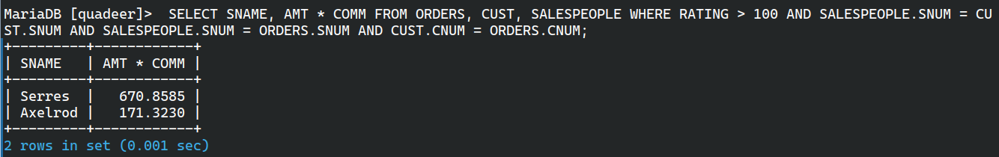 MariaDB [quadeer]>  SELECT SNAME, AMT * COMM FROM ORDERS, CUST, SALESPEOPLE WHERE RATING > 100 AND SALESPEOPLE.SNUM = CU
ST.SNUM AND SALESPEOPLE.SNUM = ORDERS.SNUM AND CUST.CNUM = ORDERS.CNUM;
+---------+------------+
| SNAME   | AMT * COMM |
+---------+------------+
| Serres  |   670.8585 |
| Axelrod |   171.3230 |
+---------+------------+
2 rows in set (0.001 sec)